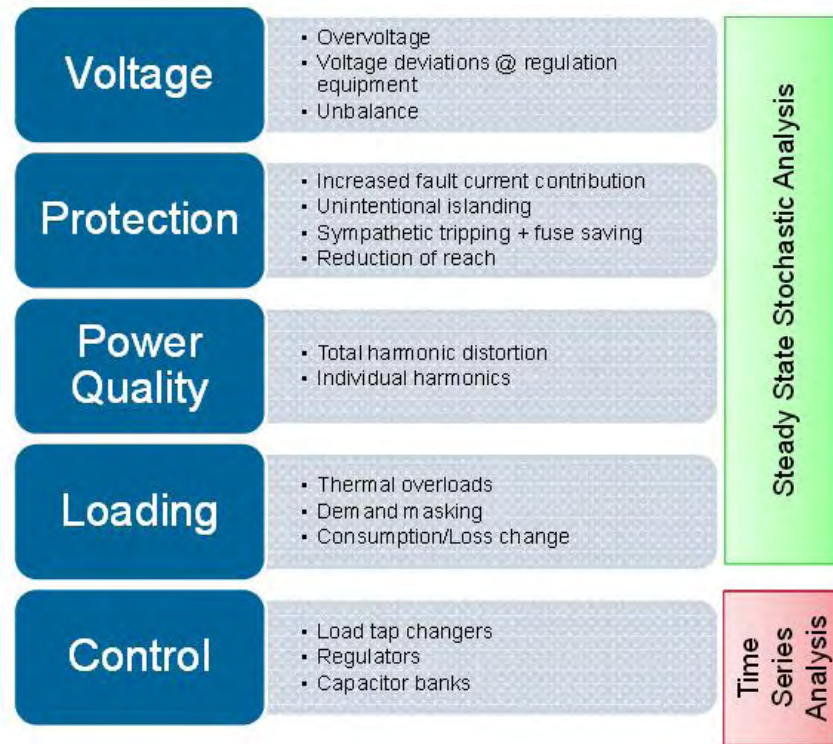 Voltage
• Overvoltage
• Voltage deviations @ regulation
equipment
• Unbalance
Protection
• Increased fault current contribution
• Unintentional islanding
• Sympathetic tripping + fuse saving
• Reduction of reach
Power
Quality
• Total harmonic distortion
• Individual harmonics
Loading
• Thermal overloads
• Demand masking
• Consumption/Loss change
Control
• Load tap changers
• Regulators
• Capacitor banks
Steady State Stochastic Analysis
Time
Series
Analysis